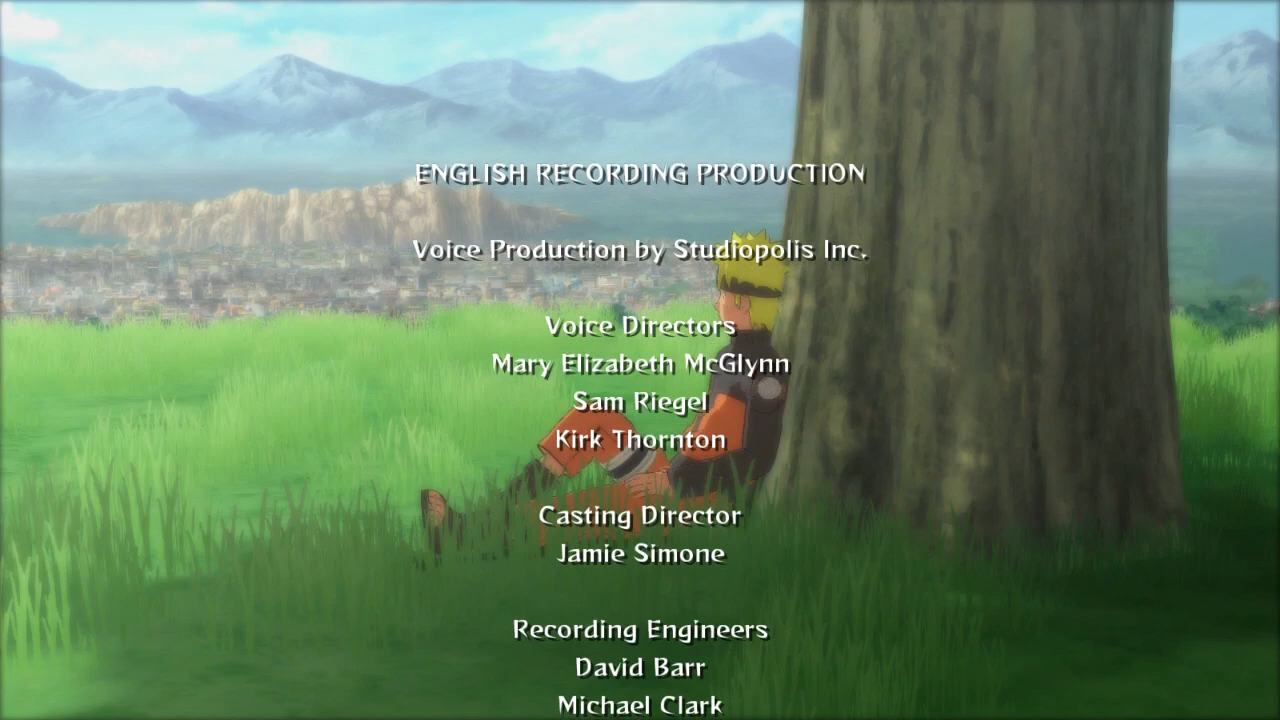 ENGLISH RECORDING PRODUCTION
Voice Production by Studiopolis Inc.
Voice Directors
Mary Elizabeth McGlynn
Sam Riegel
Kirk Thornton
Casting Director
Jamie Simone
Recording Engineers
David Barr
Michael Clark